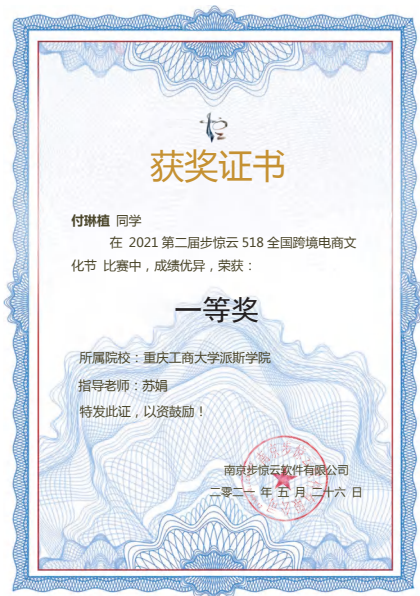 获奖证书
付琳植 同学
在 2021 第二届步惊云 518 全国跨境电商文
化节 比赛中，成绩优异，荣获：
一等奖
所属院校：重庆工商大学派斯学院
指导老师：苏娟
特发此证，以资鼓励！
南京步惊云软件有限公司
二零二一 年 五 月 二十六 日